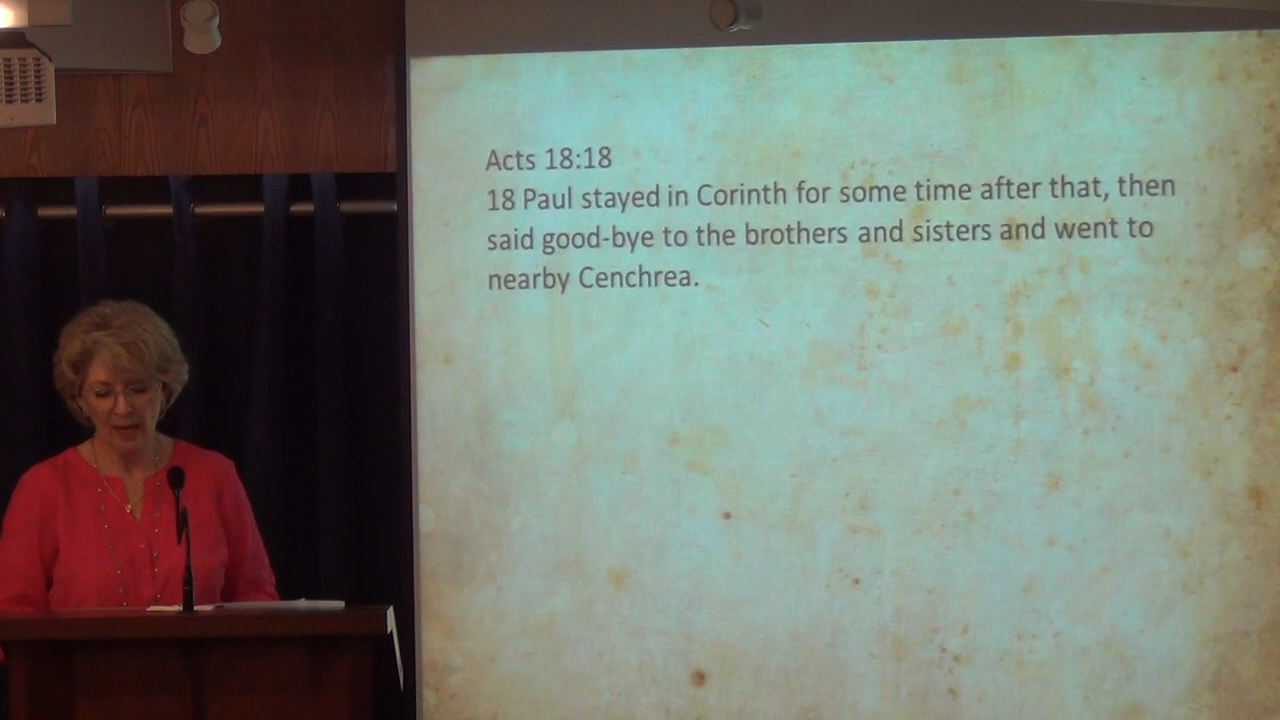 Acts 18:18
18 Paul stayed in Corinth for some time after that, then
said good-bye to the brothers and sisters and went to
nearby Cenchrea.